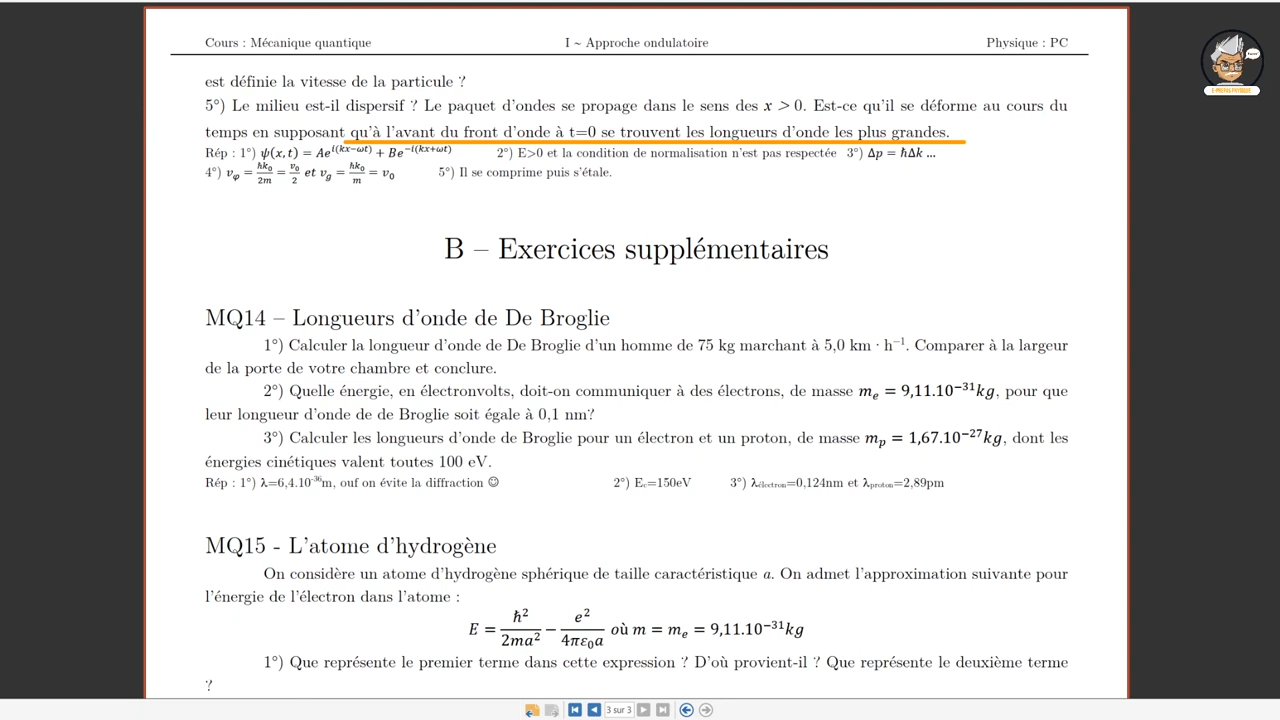 Cours : Mécanique quantique I ~ Approche ondulatoire Physique : PC
est définie la vitesse de la particule ?
5°) Le milieu est-il dispersif ? Le paquet d'ondes se propage dans le sens des x > 0. Est-ce qu'il se déforme au cours du
temps en supposant qu'à l'avant du front d'onde à t=0 se trouvent les longueurs d'onde les plus grandes.
Rép : 1°) ψ(x, t) = Ae^{i(kx−ωt)} + Be^{−i(kx+ωt)} 2°) E>0 et la condition de normalisation n'est pas respectée 3°) Δp = ℏΔk ...
4°) v_φ = ℏk₀/2m = v₀/2 et v_g = ℏk₀/m = v₀ 5°) Il se comprime puis s'étale.
B – Exercices supplémentaires
MQ14 – Longueurs d'onde de De Broglie
1°) Calculer la longueur d'onde de De Broglie d'un homme de 75 kg marchant à 5,0 km · h⁻¹. Comparer à la largeur
de la porte de votre chambre et conclure.
2°) Quelle énergie, en électronvolts, doit-on communiquer à des électrons, de masse mₑ = 9,11.10⁻³¹kg, pour que
leur longueur d'onde de de Broglie soit égale à 0,1 nm?
3°) Calculer les longueurs d'onde de Broglie pour un électron et un proton, de masse m_p = 1,67.10⁻²⁷kg, dont les
énergies cinétiques valent toutes 100 eV.
Rép : 1°) λ=6,4.10⁻³⁶m, ouf on évite la diffraction ☺ 2°) E_c=150eV 3°) λ_électron=0,124nm et λ_proton=2,89pm
MQ15 - L'atome d'hydrogène
On considère un atome d'hydrogène sphérique de taille caractéristique a. On admet l'approximation suivante pour
l'énergie de l'électron dans l'atome :
E = ℏ²/2ma² − e²/4πε₀a où m = mₑ = 9,11.10⁻³¹kg
1°) Que représente le premier terme dans cette expression ? D'où provient-il ? Que représente le deuxième terme
?
3 sur 3